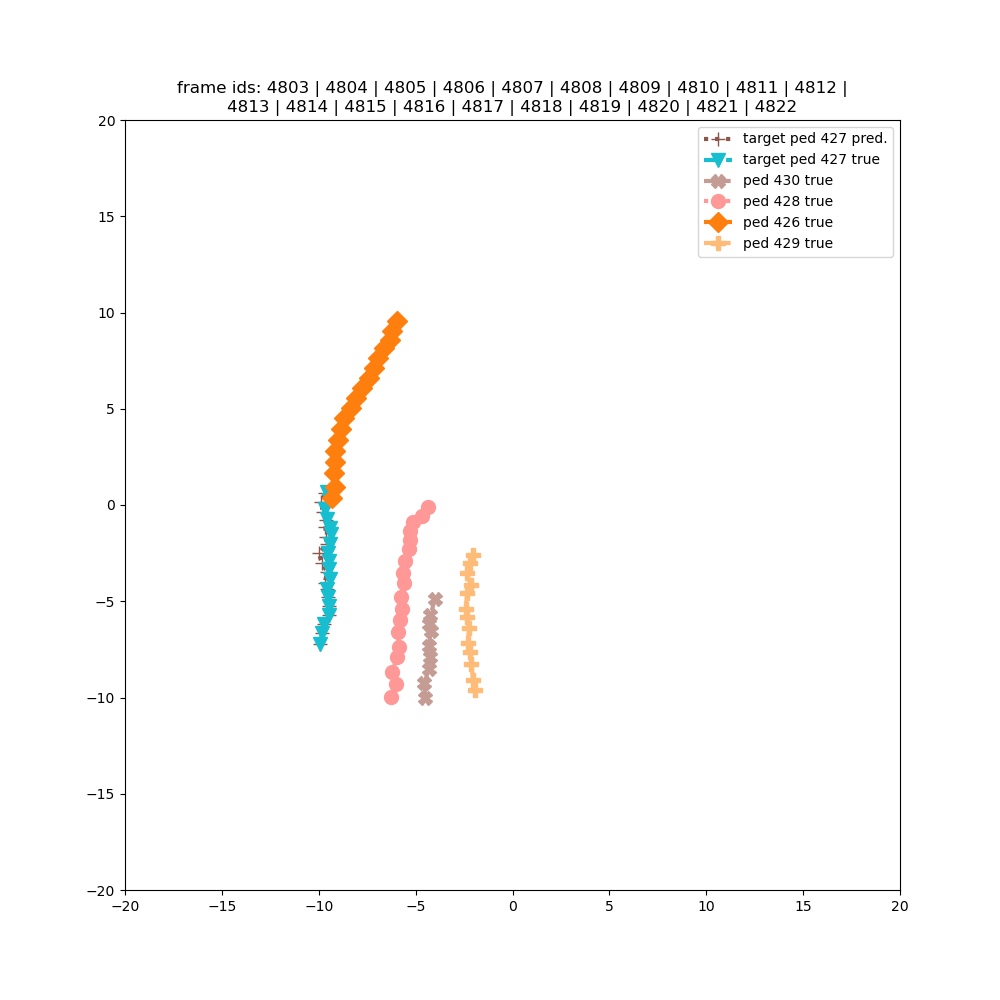 frame ids: 4803 | 4804 | 4805 | 4806 | 4807 | 4808 | 4809 | 4810 | 4811 | 4812 |
4813 | 4814 | 4815 | 4816 | 4817 | 4818 | 4819 | 4820 | 4821 | 4822
target ped 427 pred.
target ped 427 true
ped 430 true
ped 428 true
ped 426 true
ped 429 true
20
15
10
5
0
−5
−10
−15
−20
−20 −15 −10 −5 0 5 10 15 20